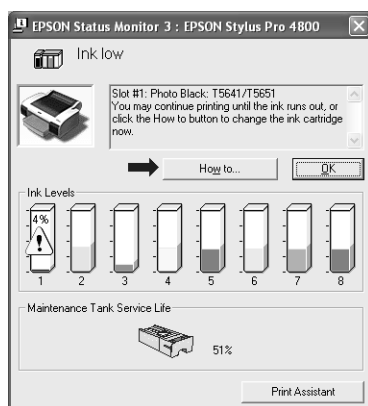 EPSON Status Monitor 3 : EPSON Stylus Pro 4800
Ink low
Slot #1: Photo Black: T5641/T5651
You may continue printing until the ink runs out, or
click the How to button to change the ink cartridge
now.
How to...
OK
Ink Levels
4%
1 2 3 4 5 6 7 8
Maintenance Tank Service Life
51%
Print Assistant